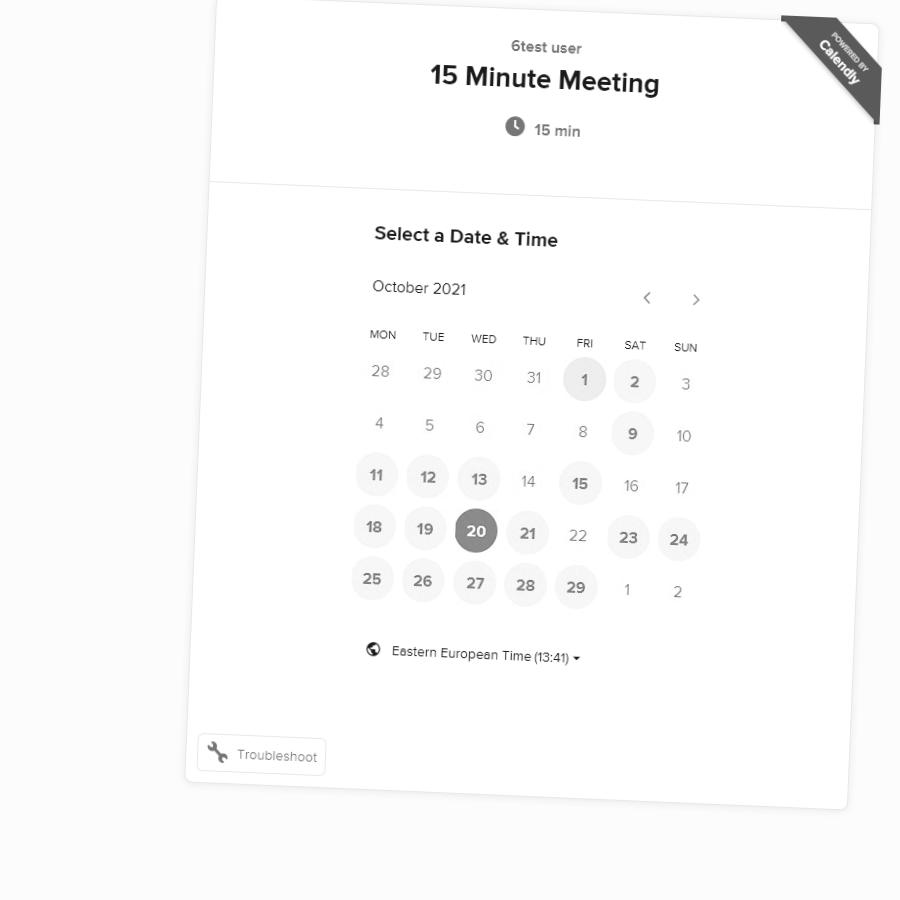 POWERED BY
Calendly
6test user
15 Minute Meeting
15 min
Select a Date & Time
October 2021
MON TUE WED THU FRI SAT SUN
28 29 30 31 1 2 3
4 5 6 7 8 9 10
11 12 13 14 15 16 17
18 19 20 21 22 23 24
25 26 27 28 29 1 2
Eastern European Time (13:41)
Troubleshoot